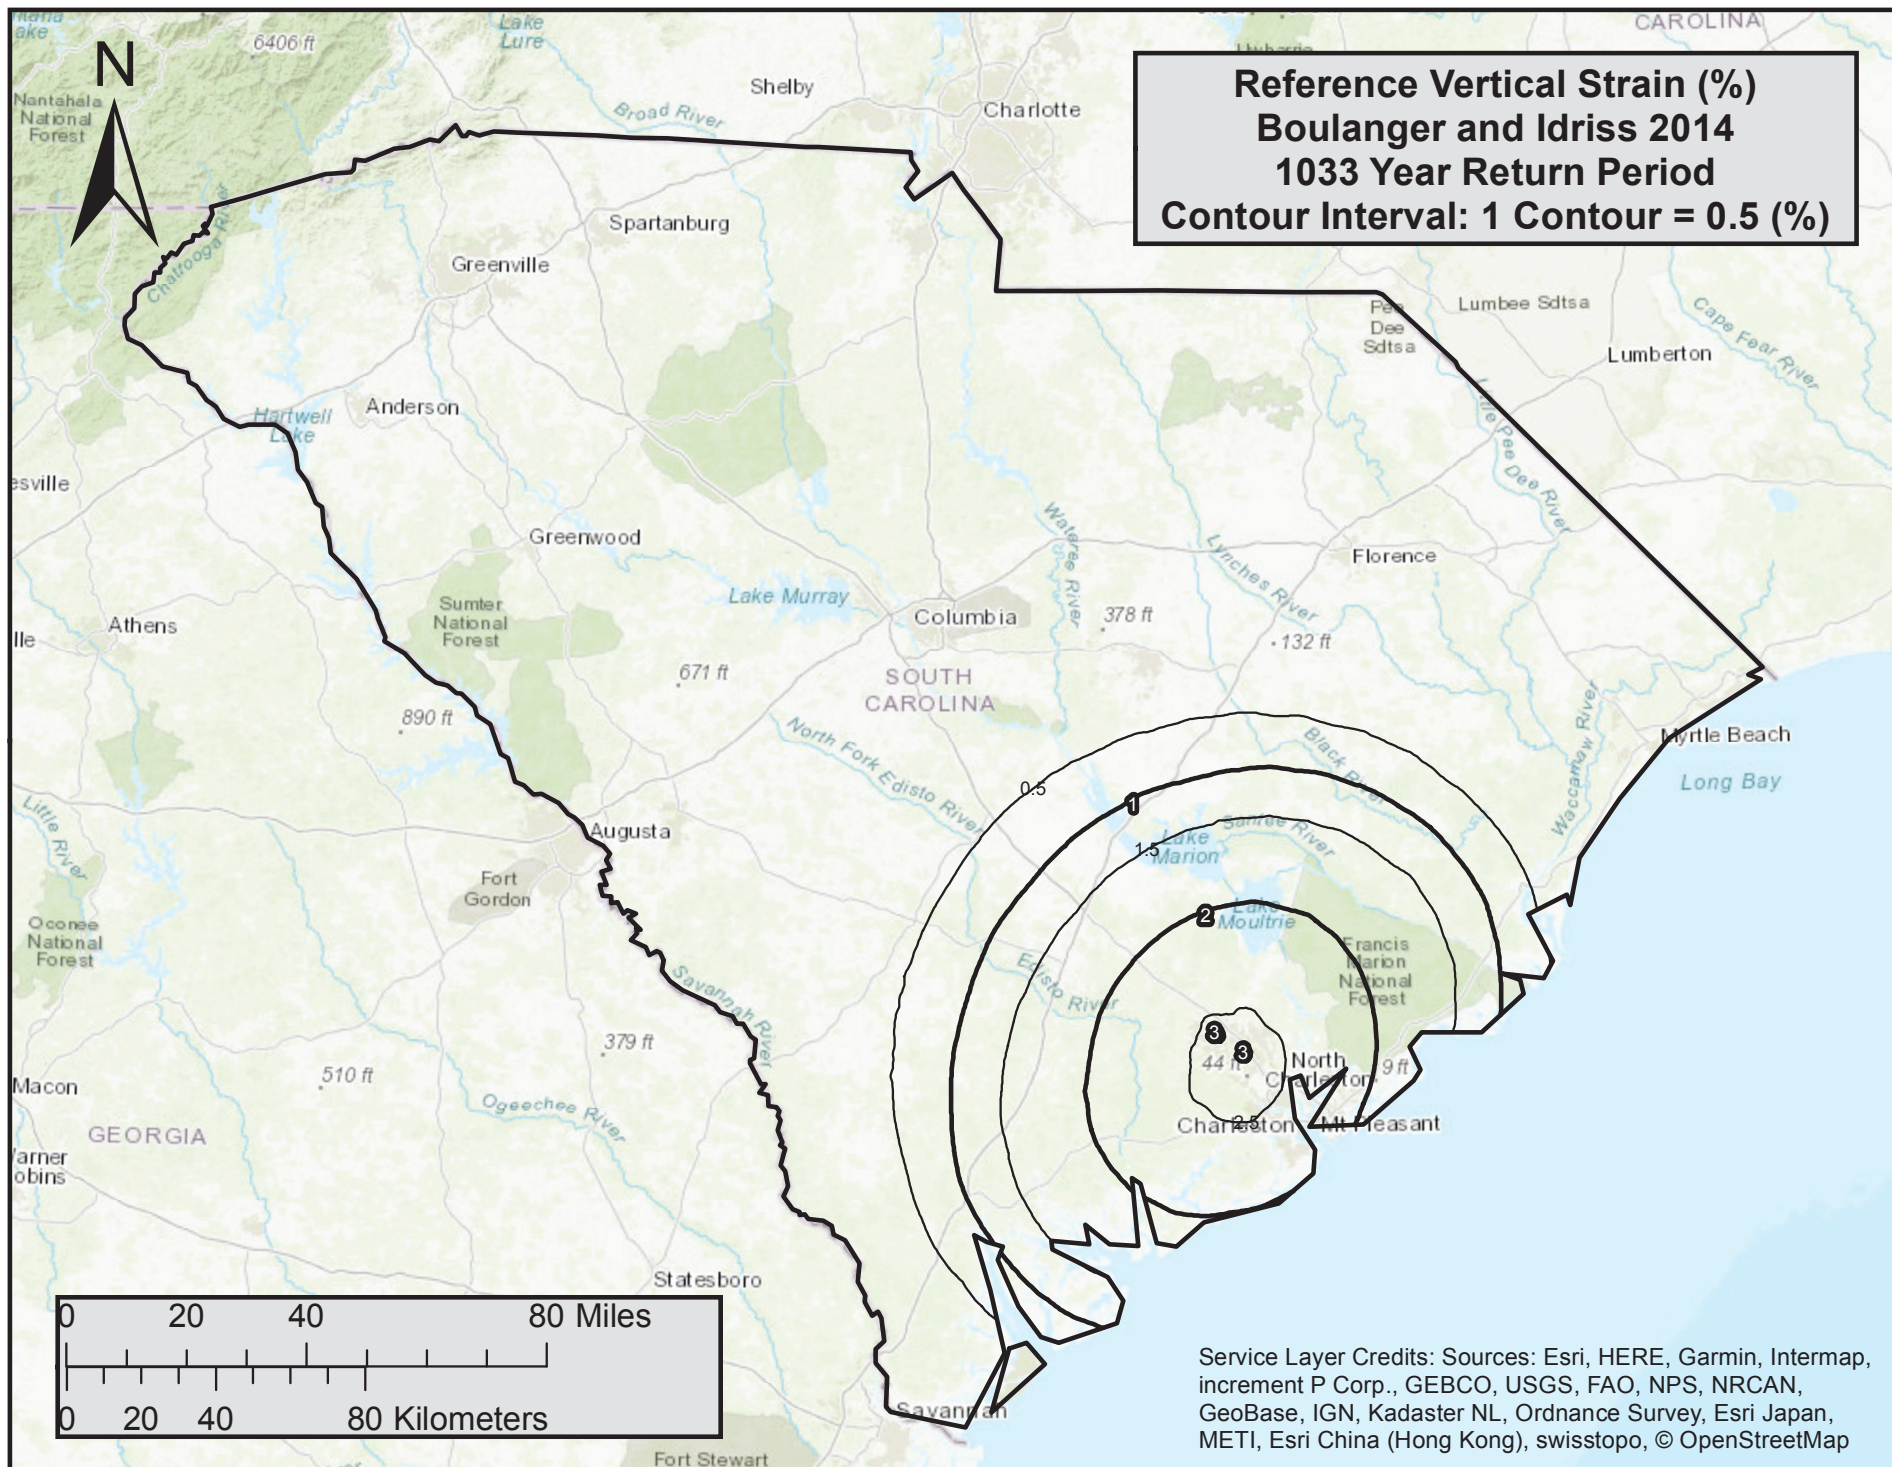 CAROLINA
Lake
Lure
6406 ft
N
Shelby
Charlotte
Nantahala
National
Forest
Broad River
Reference Vertical Strain (%)
Boulanger and Idriss 2014
1033 Year Return Period
Contour Interval: 1 Contour = 0.5 (%)
Chatrooga River
Spartanburg
Greenville
Pee
Dee
Sdtsa
Lumbee Sdtsa
Cape Fear River
Lumberton
Anderson
Hartwell
Lake
Little Pee Dee River
esville
Greenwood
Wateree River
Lynches River
Florence
Lake Murray
Columbia
Sumter
National
Forest
378 ft
132 ft
Athens
lle
671 ft
SOUTH
CAROLINA
890 ft
North Fork Edisto River
Black River
Waccamaw River
Myrtle Beach
Long Bay
0.5
1
1.5
Lake
Marion
Santee River
Little River
Augusta
Fort
Gordon
2
Lake
Moultrie
Oconee
National
Forest
Francis
Marion
National
Forest
Savannah River
Edisto River
379 ft
510 ft
3
3
44 ft
North
Charleston
9 ft
Macon
Ogeechee River
2.5
Charleston
Mt Pleasant
GEORGIA
arner
obins
Statesboro
0 20 40 80 Miles
0 20 40 80 Kilometers
Savannah
Fort Stewart
Service Layer Credits: Sources: Esri, HERE, Garmin, Intermap,
increment P Corp., GEBCO, USGS, FAO, NPS, NRCAN,
GeoBase, IGN, Kadaster NL, Ordnance Survey, Esri Japan,
METI, Esri China (Hong Kong), swisstopo, © OpenStreetMap